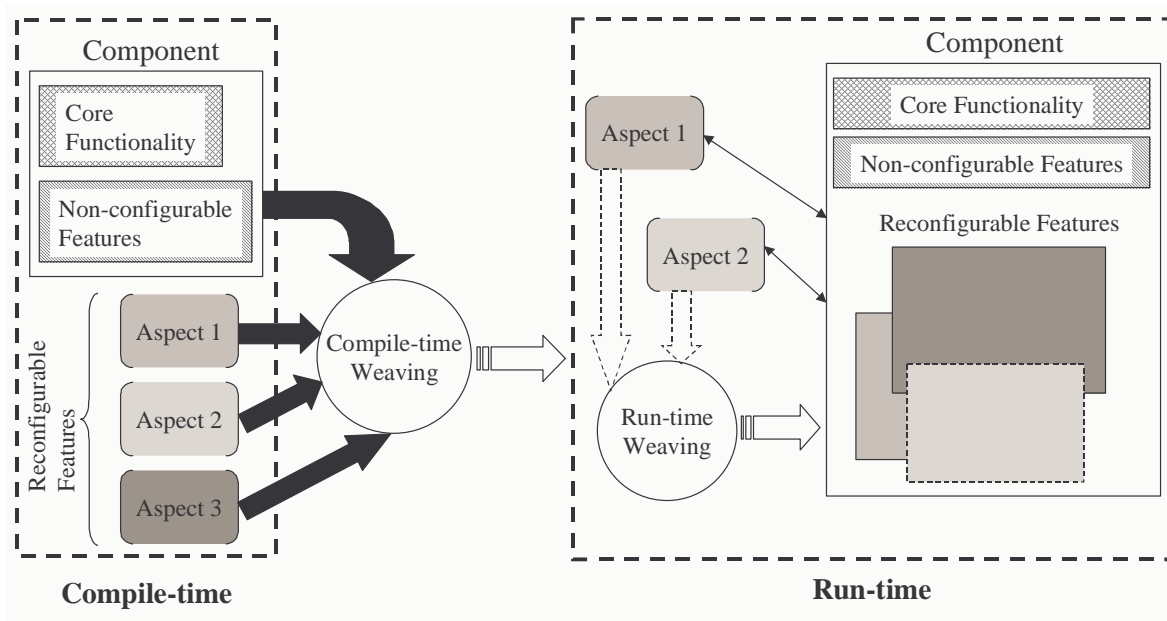 Component
Core
Functionality
Non-configurable
Features
Reconfigurable
Features
Aspect 1
Aspect 2
Aspect 3
Compile-time
Weaving
Compile-time
Component
Aspect 1
Aspect 2
Run-time
Weaving
Core Functionality
Non-configurable Features
Reconfigurable Features
Run-time